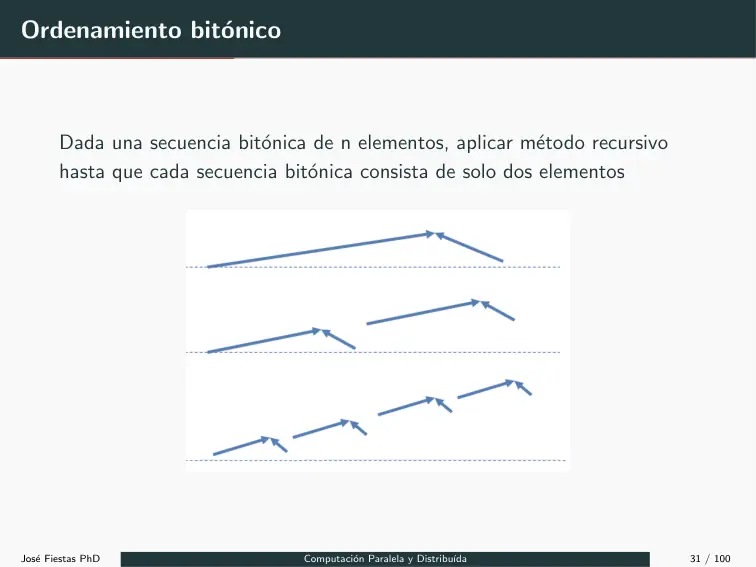 Ordenamiento bitónico
Dada una secuencia bitónica de n elementos, aplicar método recursivo
hasta que cada secuencia bitónica consista de solo dos elementos
José Fiestas PhD
Computación Paralela y Distribuída
31 / 100